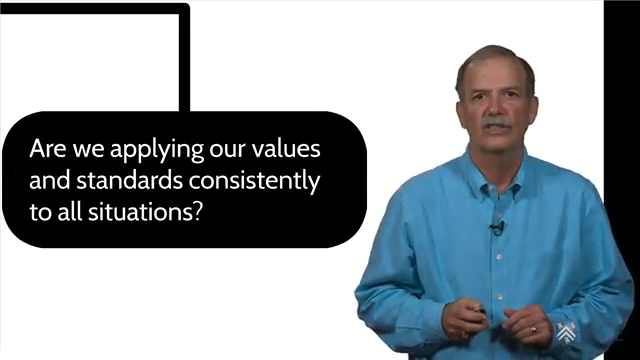 Are we applying our values
and standards consistently
to all situations?